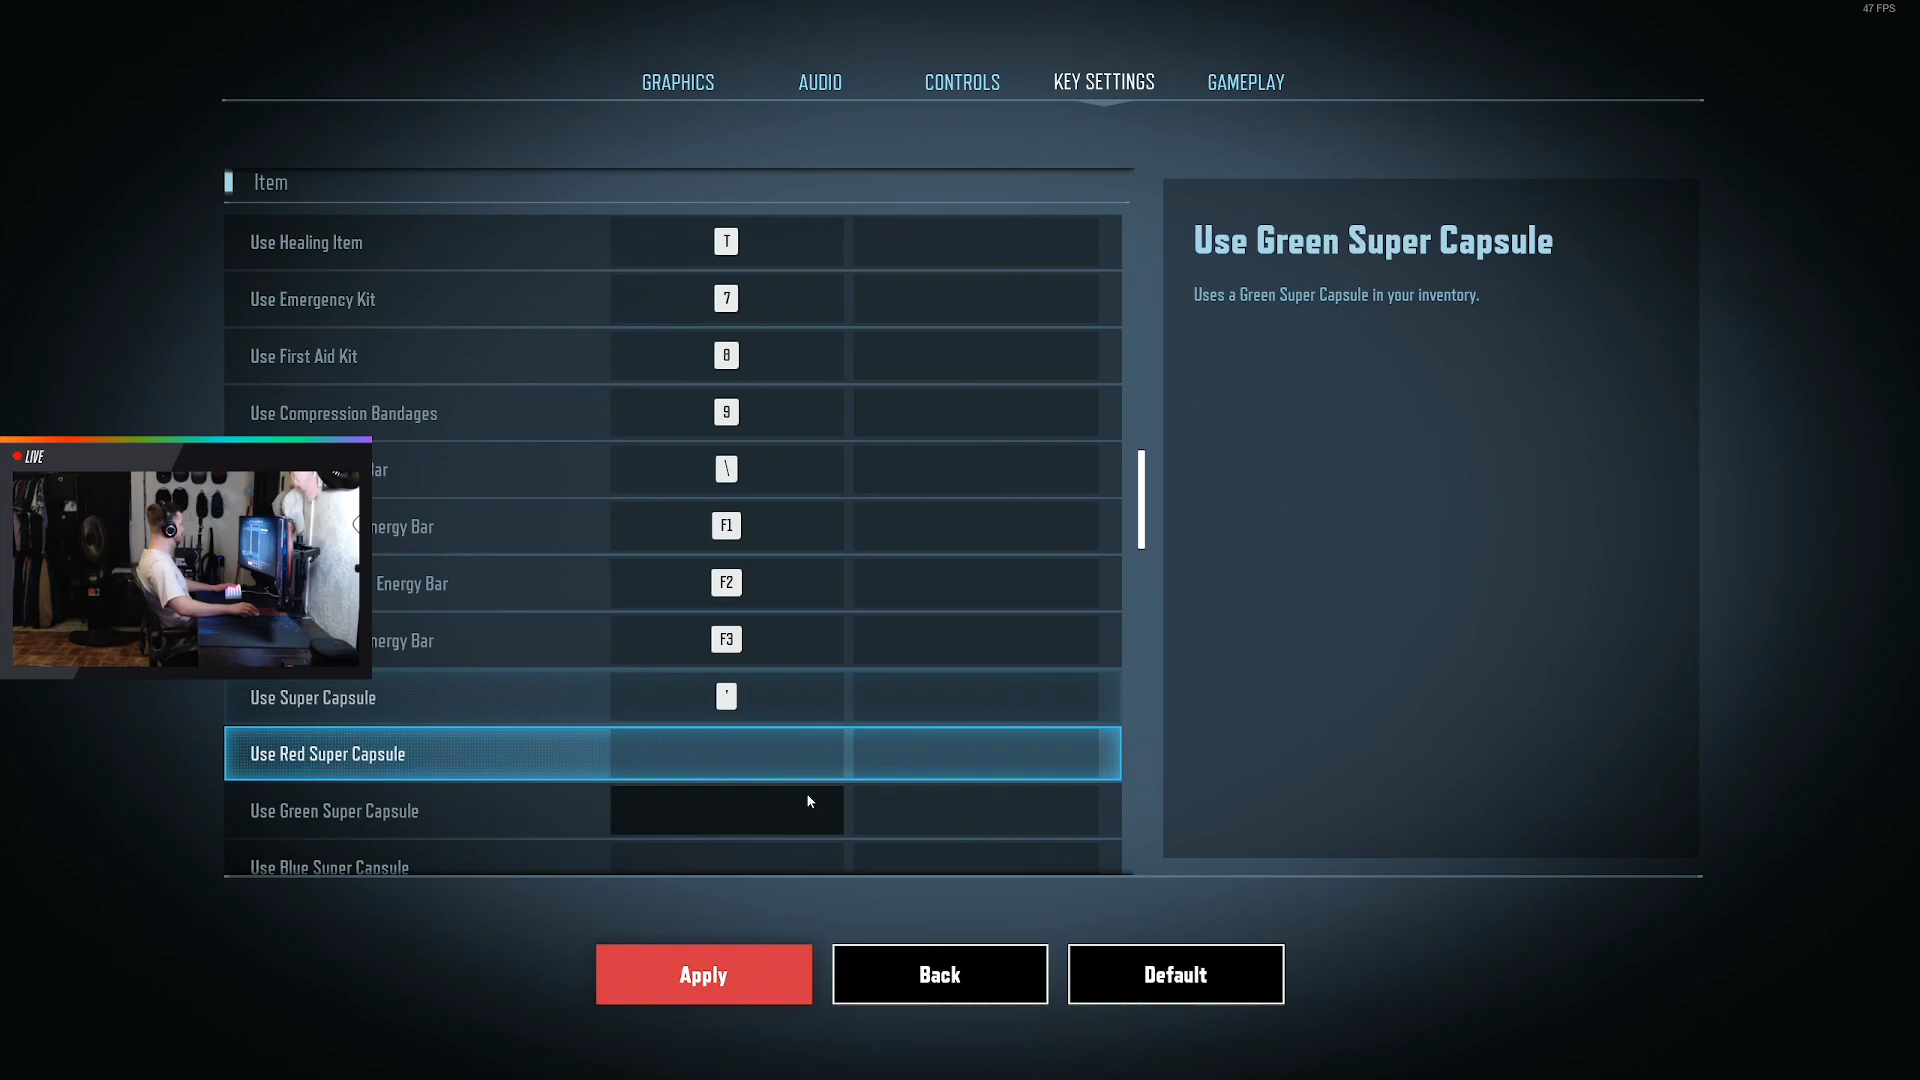 47 FPS
GRAPHICS
AUDIO
CONTROLS
KEY SETTINGS
GAMEPLAY
Item
Use Healing Item
T
Use Emergency Kit
7
Use First Aid Kit
8
Use Compression Bandages
9
Bar
\
nergy Bar
F1
Energy Bar
F2
nergy Bar
F3
Use Super Capsule
'
Use Red Super Capsule
Use Green Super Capsule
Use Blue Super Capsule
LIVE
Use Green Super Capsule
Uses a Green Super Capsule in your inventory.
Apply
Back
Default